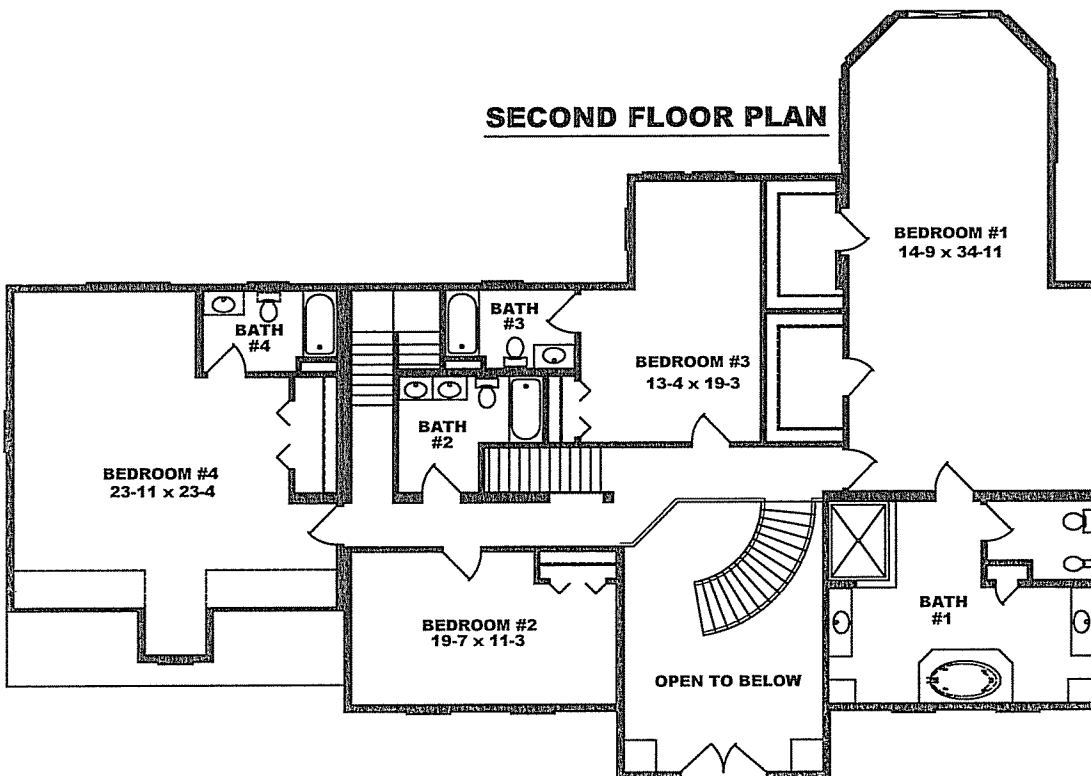 SECOND FLOOR PLAN
BEDROOM #1
14-9 x 34-11
BATH
#3
BATH
#4
BEDROOM #3
13-4 x 19-3
BATH
#2
BEDROOM #4
23-11 x 23-4
BEDROOM #2
19-7 x 11-3
BATH
#1
OPEN TO BELOW